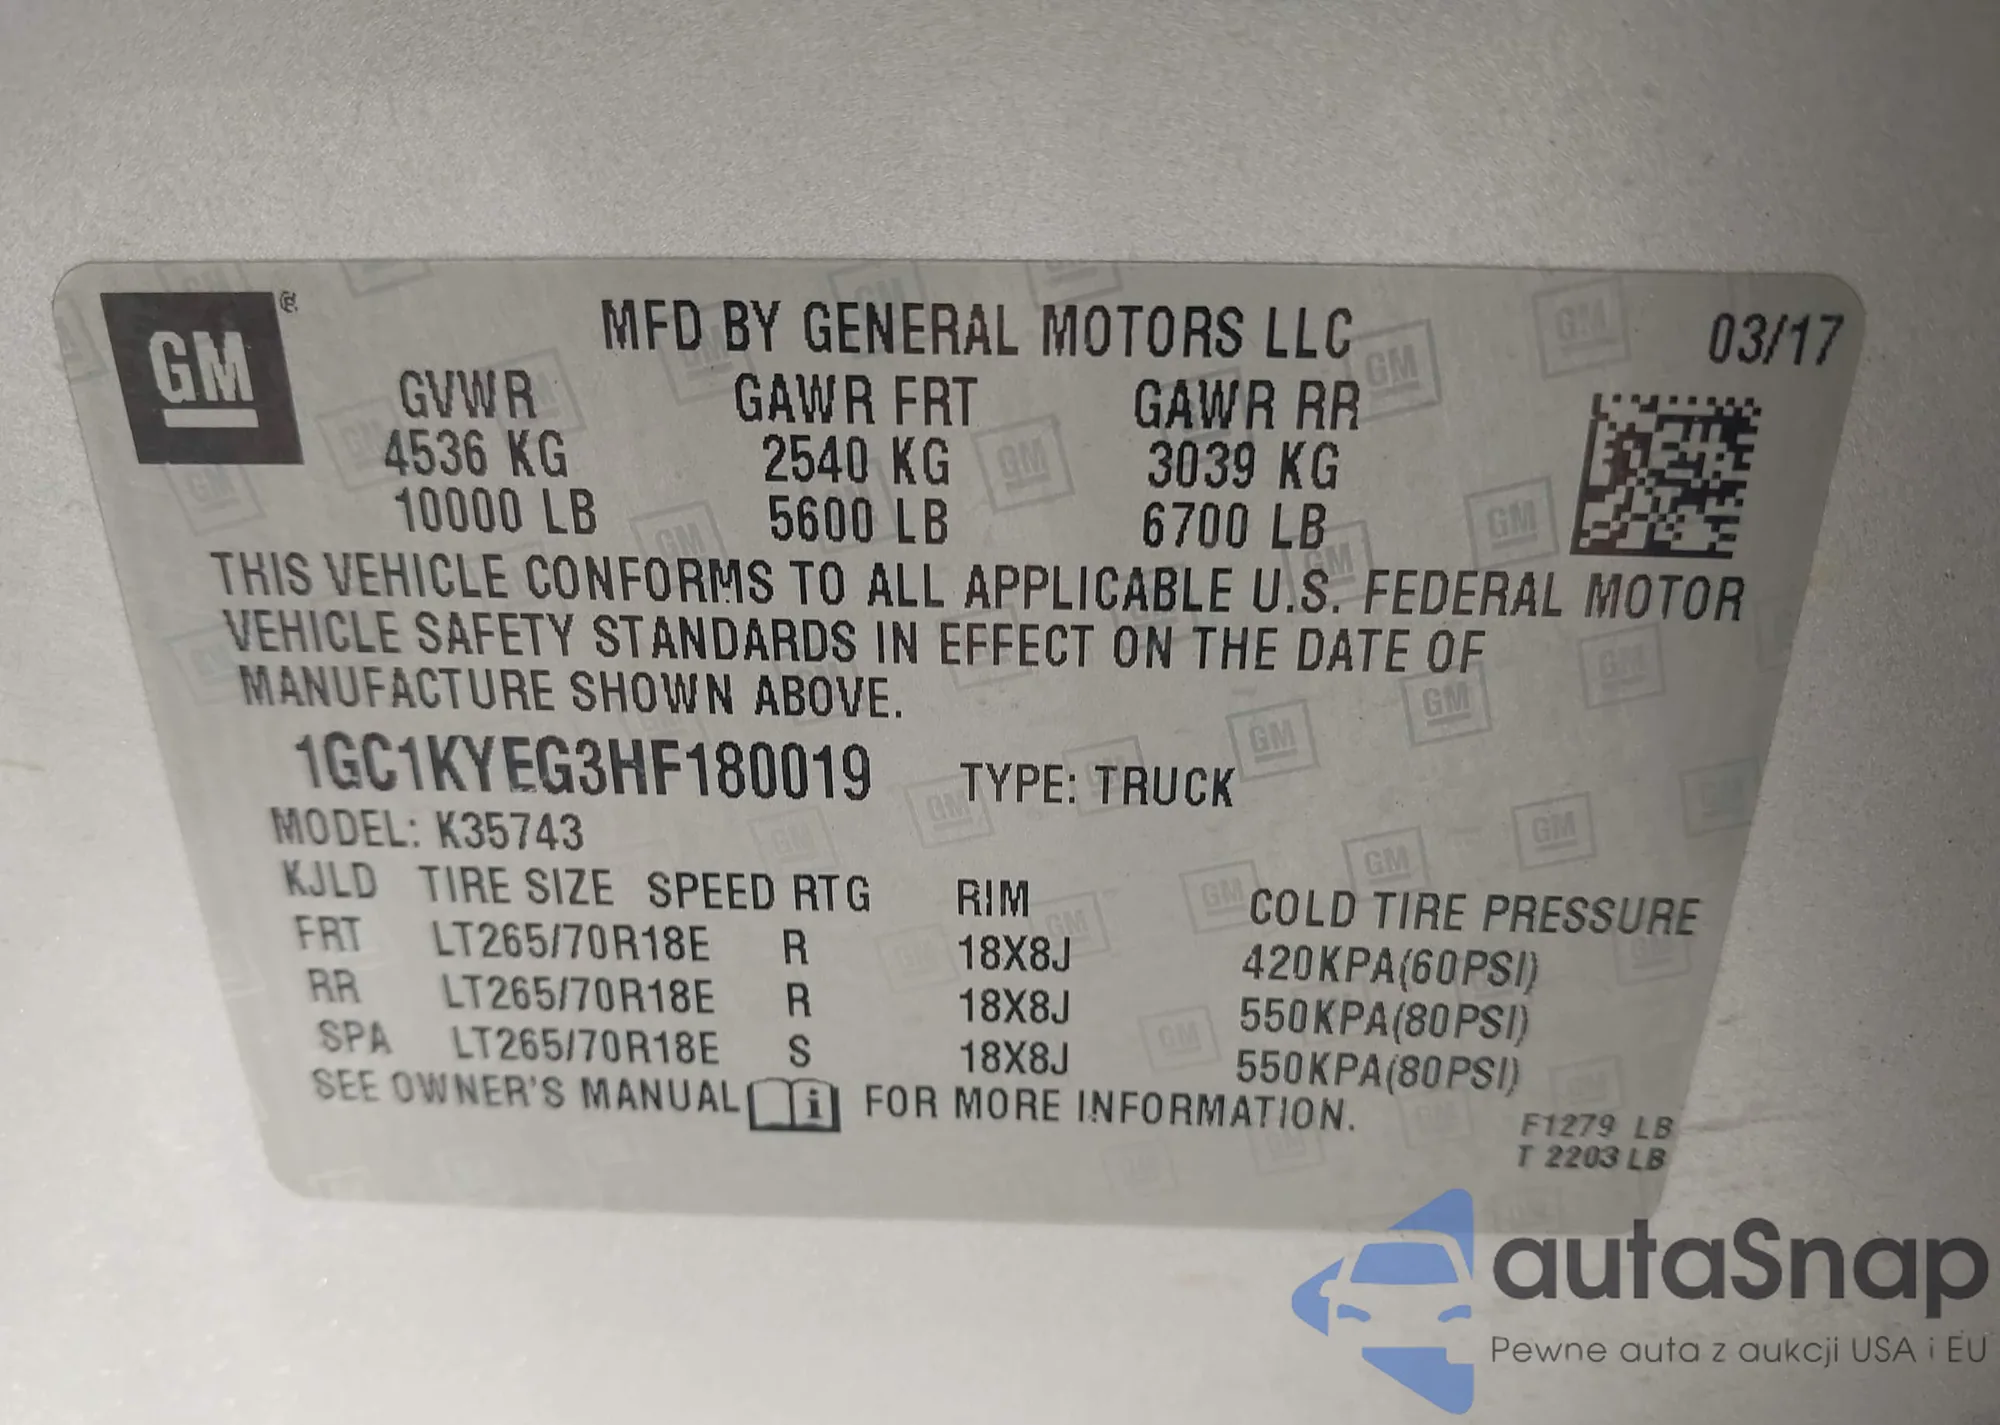 GM ®
MFD BY GENERAL MOTORS LLC 03/17
GVWR GAWR FRT GAWR RR
4536 KG 2540 KG 3039 KG
10000 LB 5600 LB 6700 LB
THIS VEHICLE CONFORMS TO ALL APPLICABLE U.S. FEDERAL MOTOR
VEHICLE SAFETY STANDARDS IN EFFECT ON THE DATE OF
MANUFACTURE SHOWN ABOVE.
1GC1KYEG3HF180019 TYPE: TRUCK
MODEL: K35743
KJLD TIRE SIZE SPEED RTG RIM COLD TIRE PRESSURE
FRT LT265/70R18E R 18X8J 420KPA(60PSI)
RR LT265/70R18E R 18X8J 550KPA(80PSI)
SPA LT265/70R18E S 18X8J 550KPA(80PSI)
SEE OWNER'S MANUAL i FOR MORE INFORMATION.
F1279 LB
T 2203 LB
autaSnap
Pewne auta z aukcji USA i EU